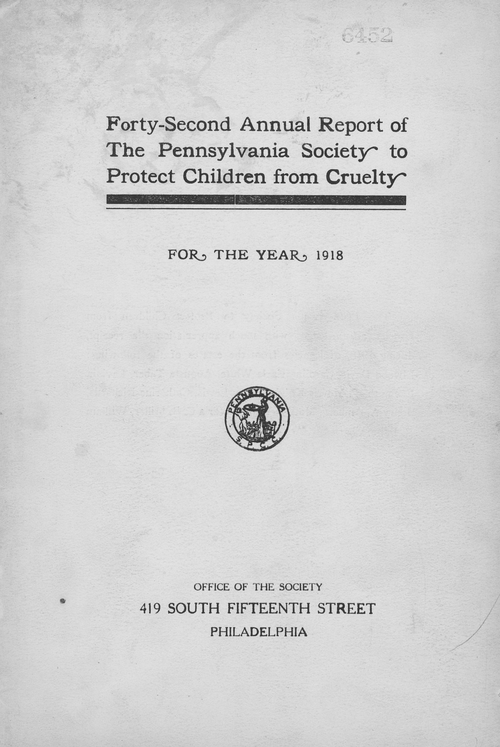 6452
Forty-Second Annual Report of
The Pennsylvania Society to
Protect Children from Cruelty
FOR THE YEAR 1918
PENNSYLVANIA
S. P. C. C.
OFFICE OF THE SOCIETY
419 SOUTH FIFTEENTH STREET
PHILADELPHIA